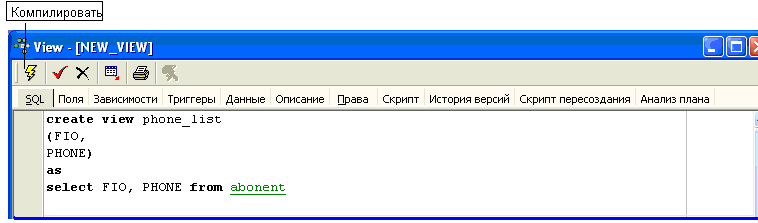 Компилировать
View - [NEW_VIEW]
SQL Поля Зависимости Триггеры Данные Описание Права Скрипт История версий Скрипт пересоздания Анализ плана
create view phone_list
(FIO,
PHONE)
as
select FIO, PHONE from abonent